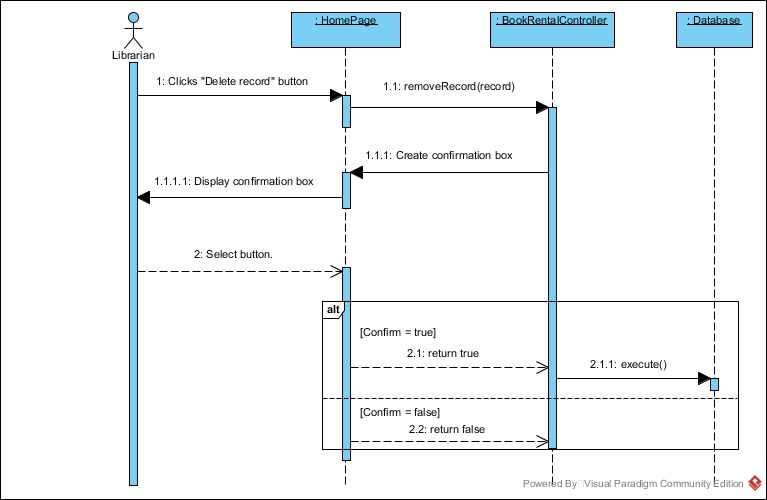 : HomePage
: BookRentalController
: Database
Librarian
1: Clicks "Delete record" button
1.1: removeRecord(record)
1.1.1: Create confirmation box
1.1.1.1: Display confirmation box
2: Select button.
alt
[Confirm = true]
2.1: return true
2.1.1: execute()
[Confirm = false]
2.2: return false
Powered By Visual Paradigm Community Edition